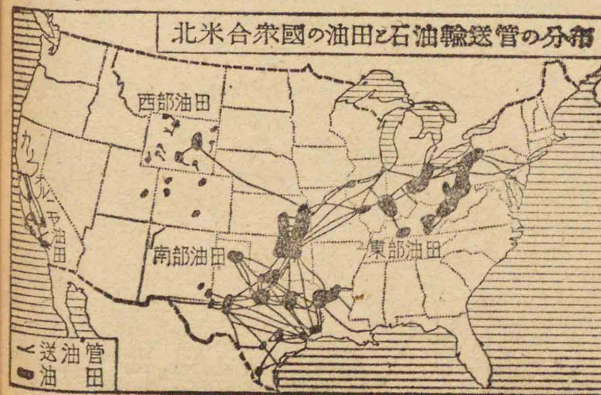 北米合衆國の油田と石油輸送管の分布
西部油田
カリフォルニヤ油田
南部油田
東部油田
送油管
油田